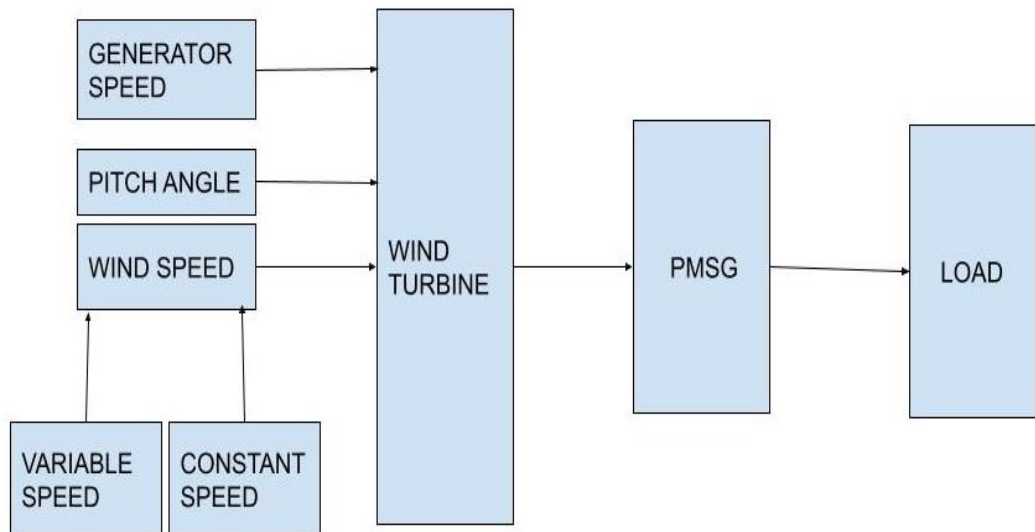 GENERATOR
SPEED
PITCH ANGLE
WIND SPEED
VARIABLE
SPEED
CONSTANT
SPEED
WIND
TURBINE
PMSG
LOAD